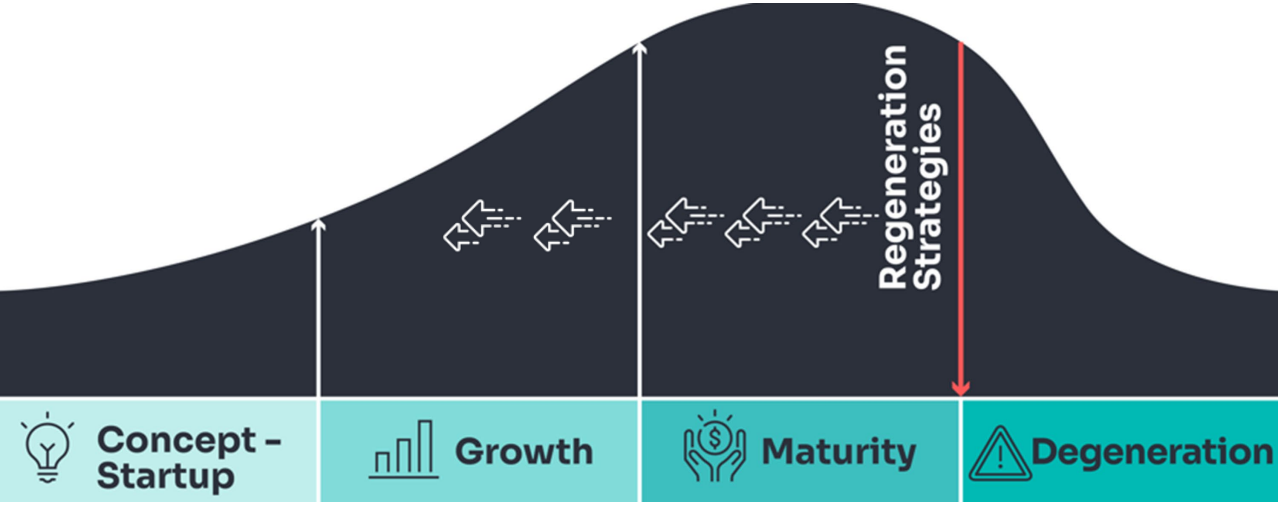 Regeneration
Strategies
Concept -
Startup
Growth
$
Maturity
Degeneration